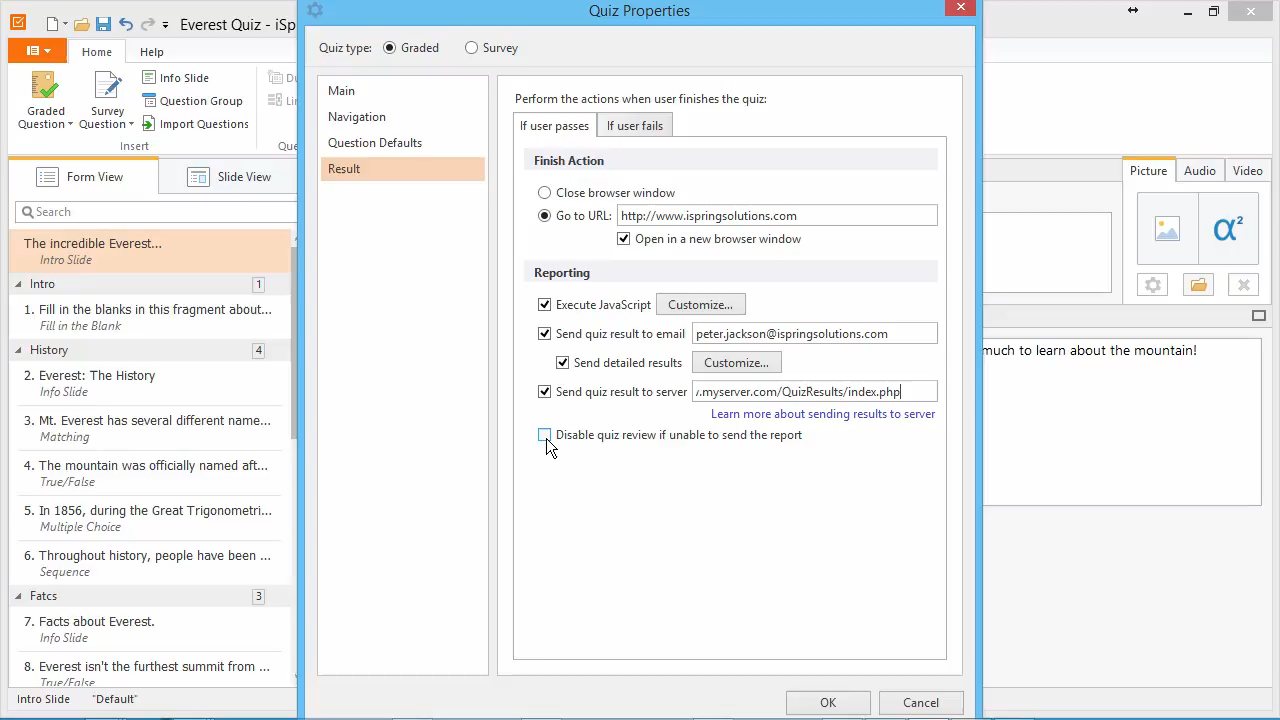 Everest Quiz - iSp
Quiz Properties
Home
Help
Graded
Question
Survey
Question
Info Slide
Question Group
Import Questions
Du
Lin
Insert
Que
Form View
Slide View
Search
The incredible Everest...
Intro Slide
Intro
1
1. Fill in the blanks in this fragment about...
Fill in the Blank
History
4
2. Everest: The History
Info Slide
3. Mt. Everest has several different name...
Matching
4. The mountain was officially named aft...
True/False
5. In 1856, during the Great Trigonometri...
Multiple Choice
6. Throughout history, people have been ...
Sequence
Fatcs
3
7. Facts about Everest.
Info Slide
8. Everest isn't the furthest summit from ...
True/False
Intro Slide
"Default"
Quiz type:
Graded
Survey
Main
Navigation
Question Defaults
Result
Perform the actions when user finishes the quiz:
If user passes
If user fails
Finish Action
Close browser window
Go to URL:
http://www.ispringsolutions.com
Open in a new browser window
Reporting
Execute JavaScript
Customize...
Send quiz result to email
peter.jackson@ispringsolutions.com
Send detailed results
Customize...
Send quiz result to server
.myserver.com/QuizResults/index.php
Learn more about sending results to server
Disable quiz review if unable to send the report
OK
Cancel
Picture
Audio
Video
α²
much to learn about the mountain!